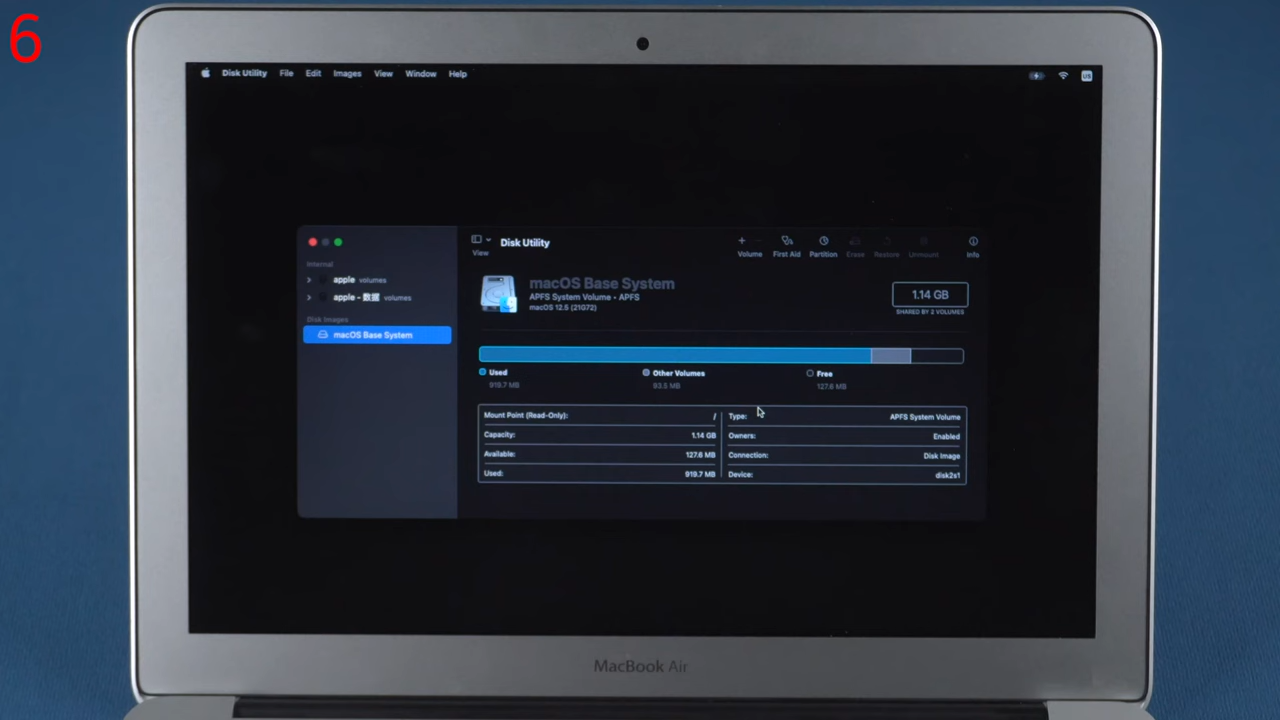 6
Disk Utility File Edit Images View Window Help US
Disk Utility
View
Volume First Aid Partition Erase Restore Unmount Info
Internal
apple volumes
apple - 数据 volumes
Disk Images
macOS Base System
macOS Base System
APFS System Volume • APFS
macOS 12.5 (21G72)
1.14 GB
SHARED BY 2 VOLUMES
Used
919.7 MB
Other Volumes
93.5 MB
Free
127.6 MB
Mount Point (Read-Only): /
Capacity: 1.14 GB
Available: 127.6 MB
Used: 919.7 MB
Type: APFS System Volume
Owners: Enabled
Connection: Disk Image
Device: disk2s1
MacBook Air